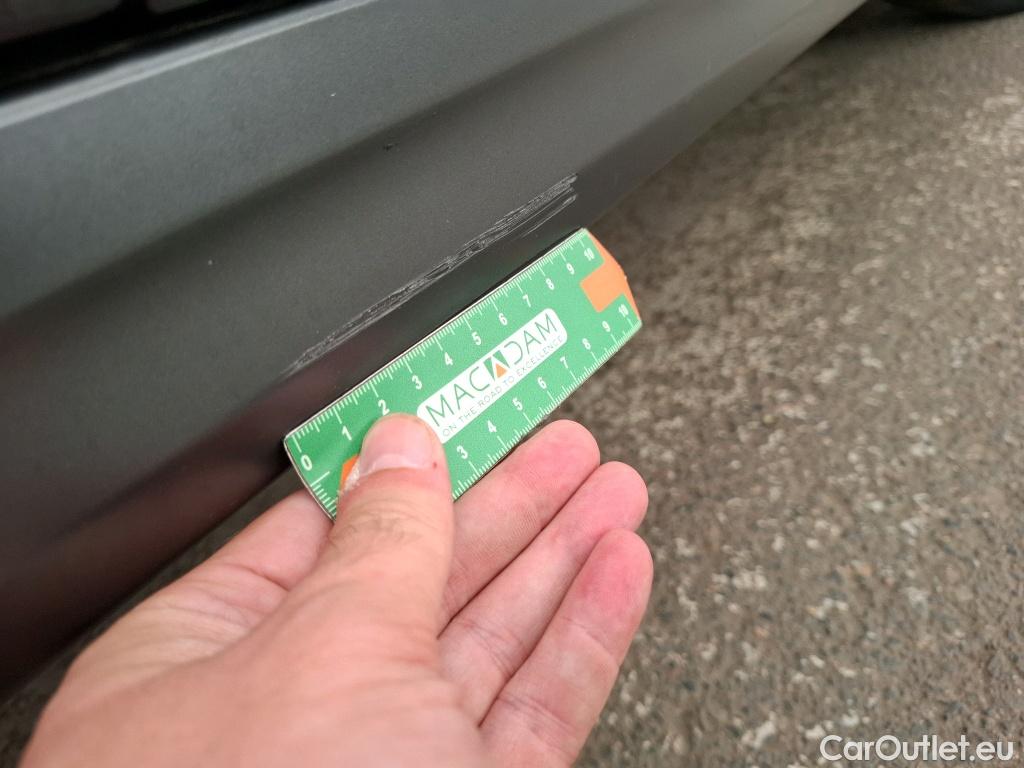 0 1 2 3 4 5 6 7 8 9 10
MACADAM
ON THE ROAD TO EXCELLENCE
3 4 5 6 7 8 9 10
CarOutlet.eu